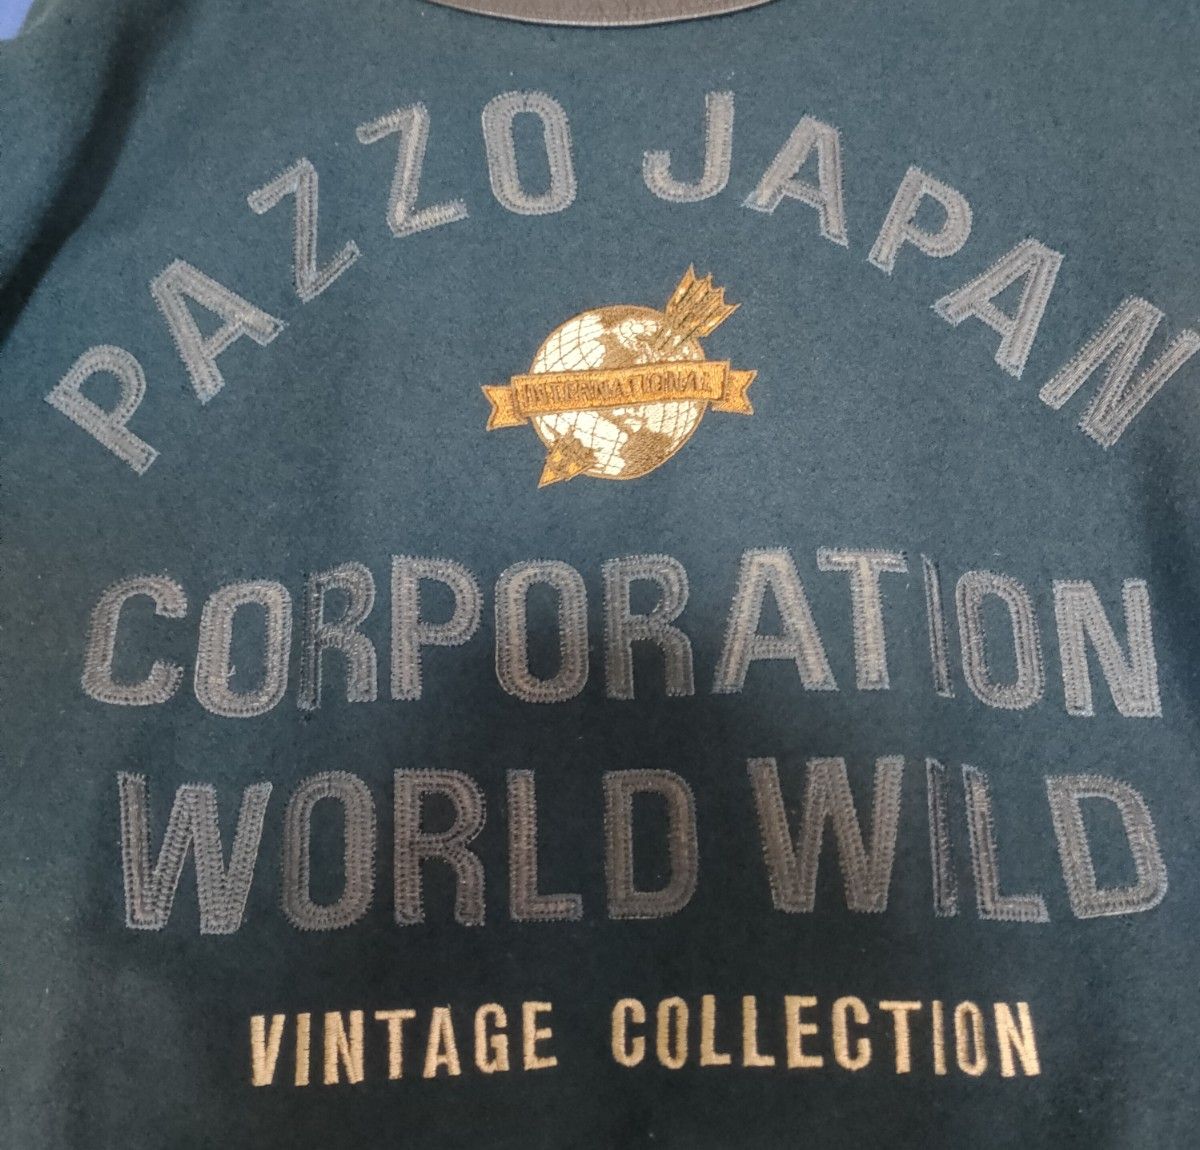 PAZZO JAPAN
INTERNATIONAL
CORPORATION
WORLD WILD
VINTAGE COLLECTION